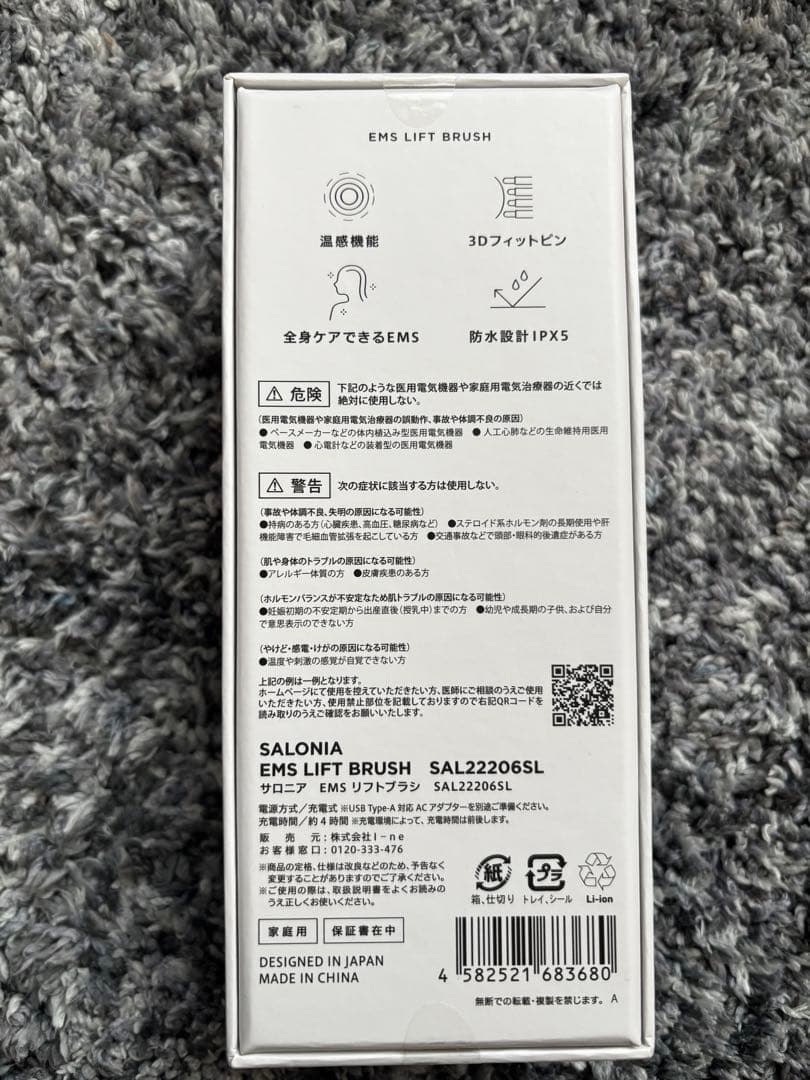 EMS LIFT BRUSH
温感機能
3Dフィットピン
全身ケアできるEMS
防水設計IPX5
⚠ 危険 下記のような医用電気機器や家庭用電気治療器の近くでは
絶対に使用しない。
(医用電気機器や家庭用電気治療器の誤動作、事故や体調不良の原因)
● ペースメーカーなどの体内植込み型医用電気機器 ● 人工心肺などの生命維持用医用
電気機器 ● 心電計などの装着型の医用電気機器
⚠ 警告 次の症状に該当する方は使用しない。
(事故や体調不良、失明の原因になる可能性)
●持病のある方(心臓疾患、高血圧、糖尿病など) ●ステロイド系ホルモン剤の長期使用や肝
機能障害で毛細血管拡張を起こしている方 ●交通事故などで頭部・眼科的後遺症がある方
(肌や身体のトラブルの原因になる可能性)
●アレルギー体質の方 ●皮膚疾患のある方
(ホルモンバランスが不安定なため肌トラブルの原因になる可能性)
●妊娠初期の不安定期から出産直後(授乳中)までの方 ●幼児や成長期の子供、および自分
で意思表示のできない方
(やけど・感電・けがの原因になる可能性)
●温度や刺激の感覚が自覚できない方
上記の例は一例となります。
ホームページにて使用を控えていただきたい方、医師にご相談のうえご使用
いただきたい方、使用禁止部位を記載しておりますので右記QRコードを
読み取りのうえご確認をお願いいたします。
SALONIA
EMS LIFT BRUSH SAL22206SL
サロニア EMS リフトブラシ SAL22206SL
電源方式/充電式 ※USB Type-A 対応 AC アダプターを別途ご準備ください。
充電時間/約 4 時間 ※充電環境によって、充電時間は前後します。
販売元:株式会社I-ne
お客様窓口:0120-333-476
※商品の定格、仕様は改良などのため、予告なく
変更することがありますのでご了承ください。
※ご使用の際は、取扱説明書をよくお読みの
うえ正しくお使いください。
紙
箱、仕切り
プラ
トレイ、シール
Li-ion
家庭用 保証書在中
DESIGNED IN JAPAN
MADE IN CHINA
4 582521 683680
無断での転載・複製を禁じます。 A